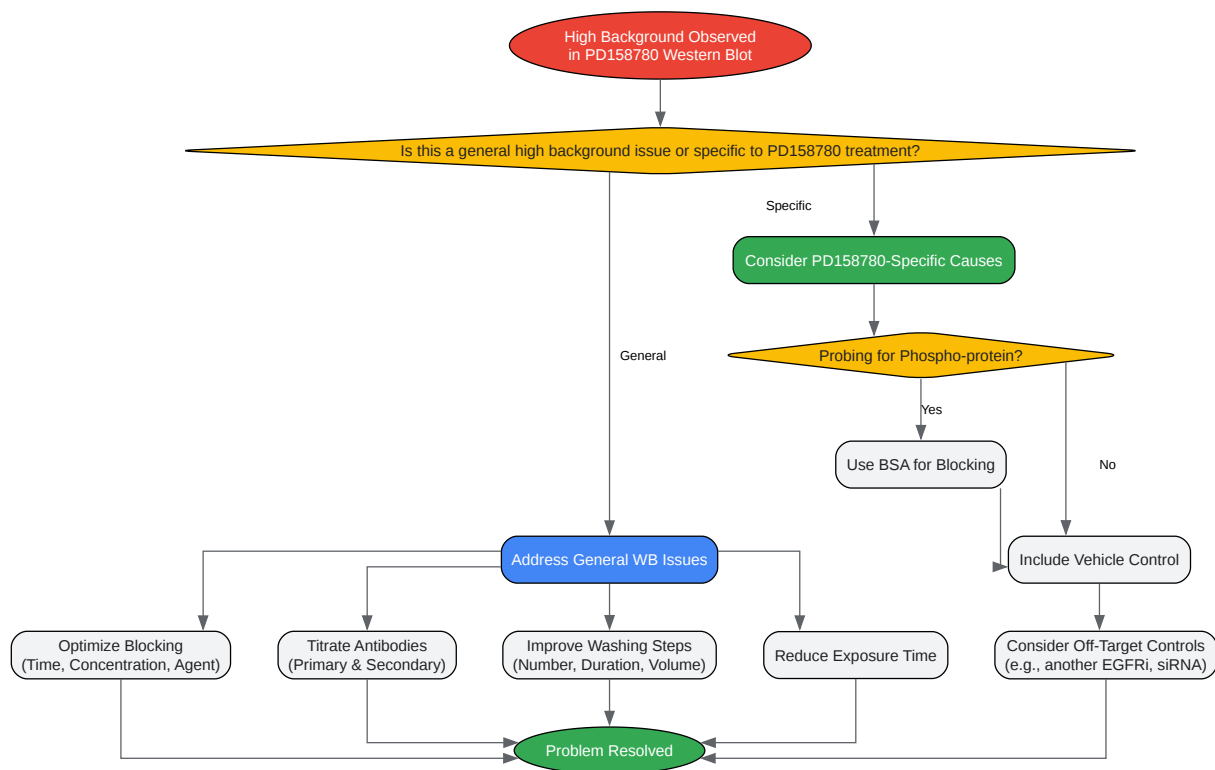 High Background Observed
in PD158780 Western Blot
Is this a general high background issue or specific to PD158780 treatment?
Specific
Consider PD158780-Specific Causes
General
Probing for Phospho-protein?
Yes
Use BSA for Blocking
No
Address General WB Issues
Include Vehicle Control
Optimize Blocking
(Time, Concentration, Agent)
Titrate Antibodies
(Primary & Secondary)
Improve Washing Steps
(Number, Duration, Volume)
Reduce Exposure Time
Consider Off-Target Controls
(e.g., another EGFRi, siRNA)
Problem Resolved